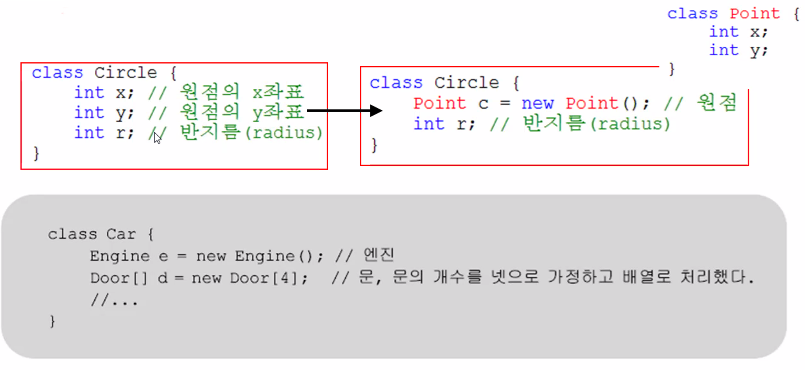 class Point {
int x;
int y;
}
class Circle {
int x; // 원점의 x좌표
int y; // 원점의 y좌표
int r; // 반지름(radius)
}
class Circle {
Point c = new Point(); // 원점
int r; // 반지름(radius)
}
class Car {
Engine e = new Engine(); // 엔진
Door[] d = new Door[4]; // 문, 문의 개수를 넷으로 가정하고 배열로 처리했다.
//...
}